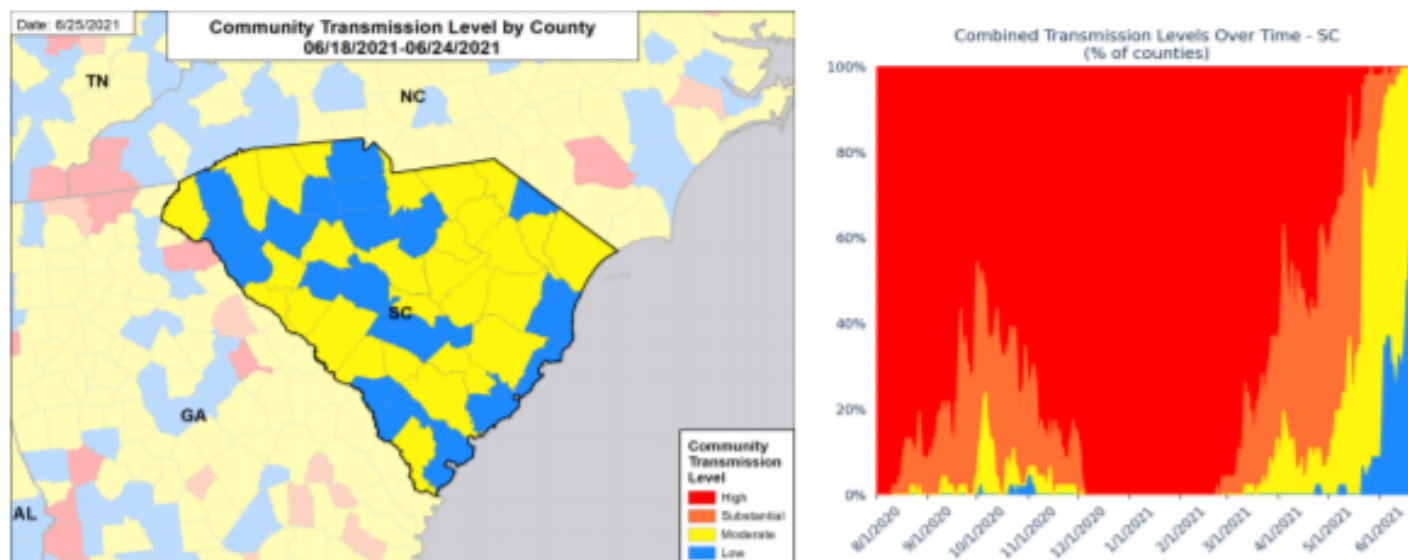 Date: 6/25/2021
Community Transmission Level by County
06/18/2021-06/24/2021
TN
NC
SC
GA
AL
Community
Transmission
Level
High
Substantial
Moderate
Low
Combined Transmission Levels Over Time - SC
(% of counties)
100%
80%
60%
40%
20%
0%
8/1/2020
9/1/2020
10/1/2020
11/1/2020
12/1/2020
1/1/2021
2/1/2021
3/1/2021
4/1/2021
5/1/2021
6/1/2021